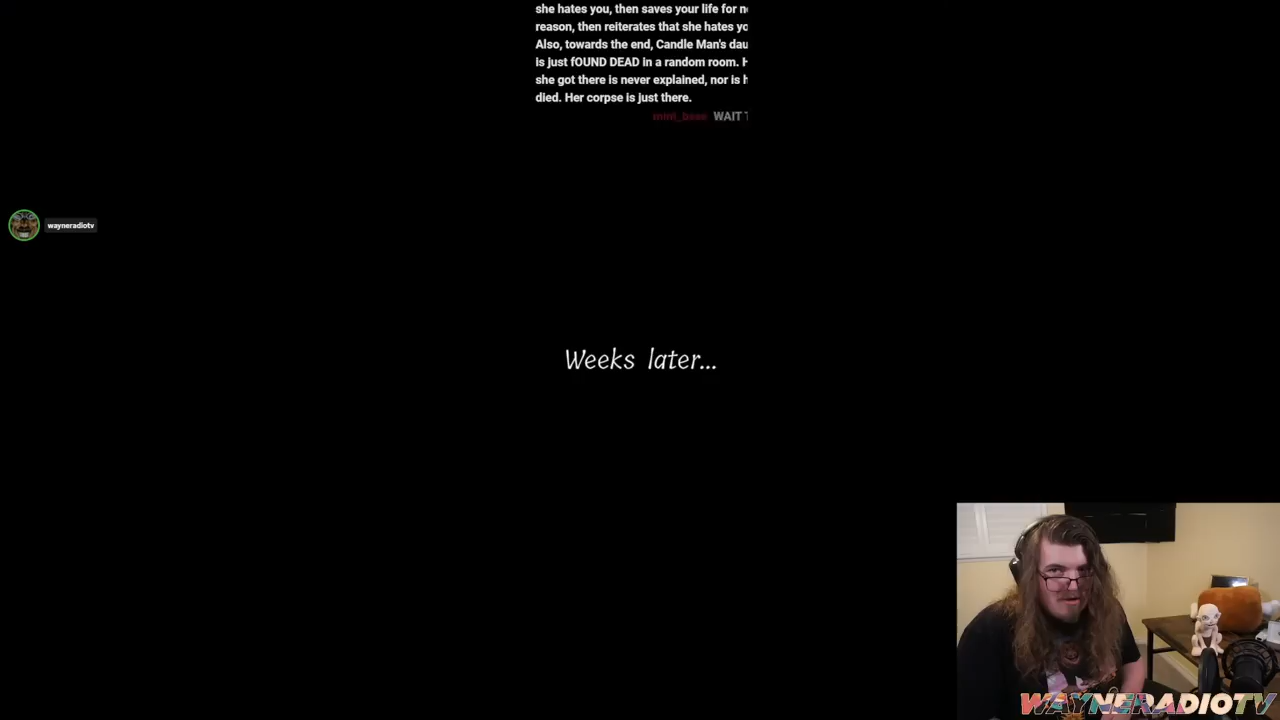 she hates you, then saves your life for
reason, then reiterates that she hates
Also, towards the end, Candle Man's
is just fOUND DEAD in a random room.
she got there is never explained, nor is
died. Her corpse is just there.
WAIT
wayneradiotv
Weeks later...
WAYNERADIOTV